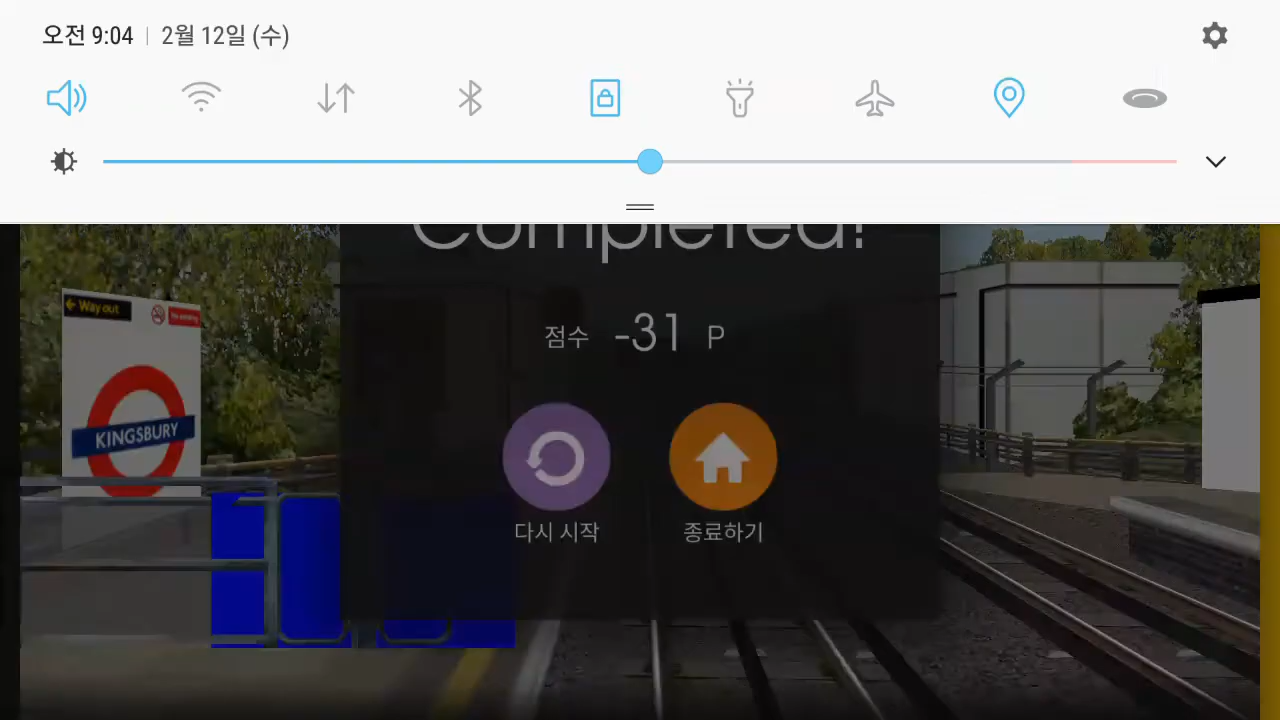 오전 9:04 | 2월 12일 (수)
Completed!
점수 -31 P
다시 시작
종료하기
Way out
No smoking
KINGSBURY